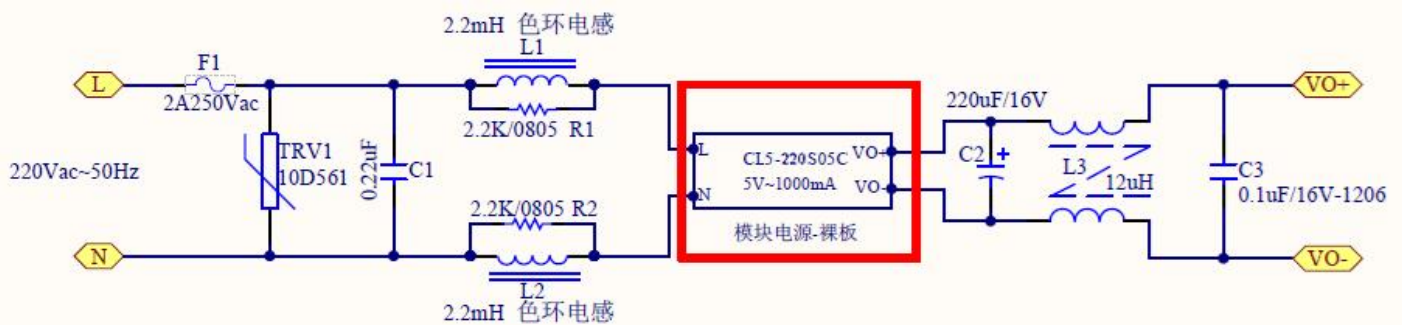 2.2mH 色环电感
L1
F1
L
2A250Vac
2.2K/0805 R1
220uF/16V
VO+
TRV1
10D561
0.22uF
C1
L
CL5-220S05C
VO+
C2
+
L3
C3
220Vac~50Hz
5V~1000mA
VO-
12uH
0.1uF/16V-1206
N
2.2K/0805 R2
模块电源-裸板
N
VO-
L2
2.2mH 色环电感